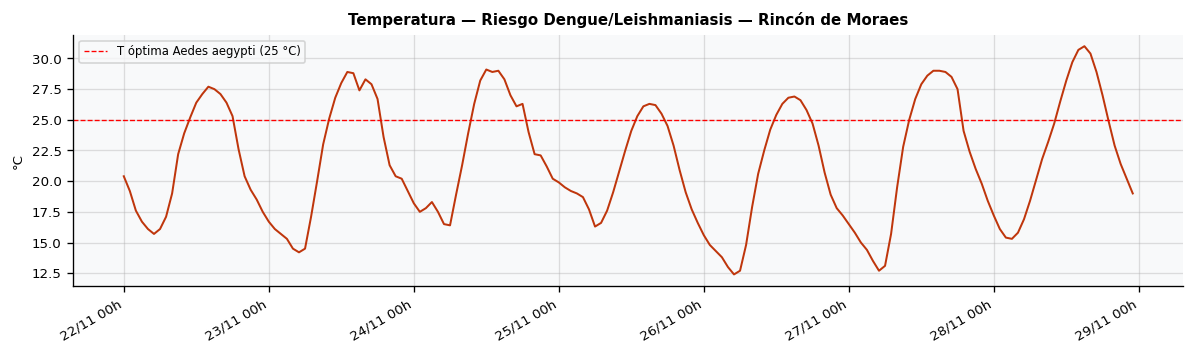 Temperatura — Riesgo Dengue/Leishmaniasis — Rincón de Moraes
T óptima Aedes aegypti (25 °C)
°C
30.0
27.5
25.0
22.5
20.0
17.5
15.0
12.5
22/11 00h
23/11 00h
24/11 00h
25/11 00h
26/11 00h
27/11 00h
28/11 00h
29/11 00h